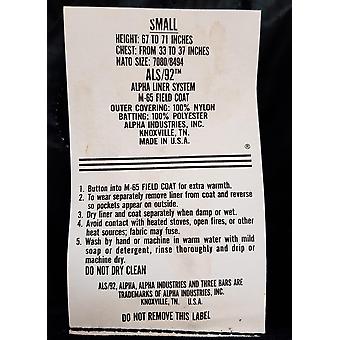 SMALL
HEIGHT: 67 TO 71 INCHES
CHEST: FROM 33 TO 37 INCHES
NATO SIZE: 7080/8494
ALS/92™
ALPHA LINER SYSTEM
M-65 FIELD COAT
OUTER COVERING: 100% NYLON
BATTING: 100% POLYESTER
ALPHA INDUSTRIES, INC.
KNOXVILLE, TN.
MADE IN U.S.A.
®
1. Button into M-65 FIELD COAT for extra warmth.
2. To wear separately remove liner from coat and reverse
so pockets appear on outside.
3. Dry liner and coat separately when damp or wet.
4. Avoid contact with heated stoves, open fires, or other
heat sources; fabric may fuse.
5. Wash by hand or machine in warm water with mild
soap or detergent, rinse thoroughly and drip or
machine dry.
DO NOT DRY CLEAN
ALS/92, ALPHA, ALPHA INDUSTRIES AND THREE BARS ARE
TRADEMARKS OF ALPHA INDUSTRIES, INC.
KNOXVILLE, TN. U.S.A.
DO NOT REMOVE THIS LABEL